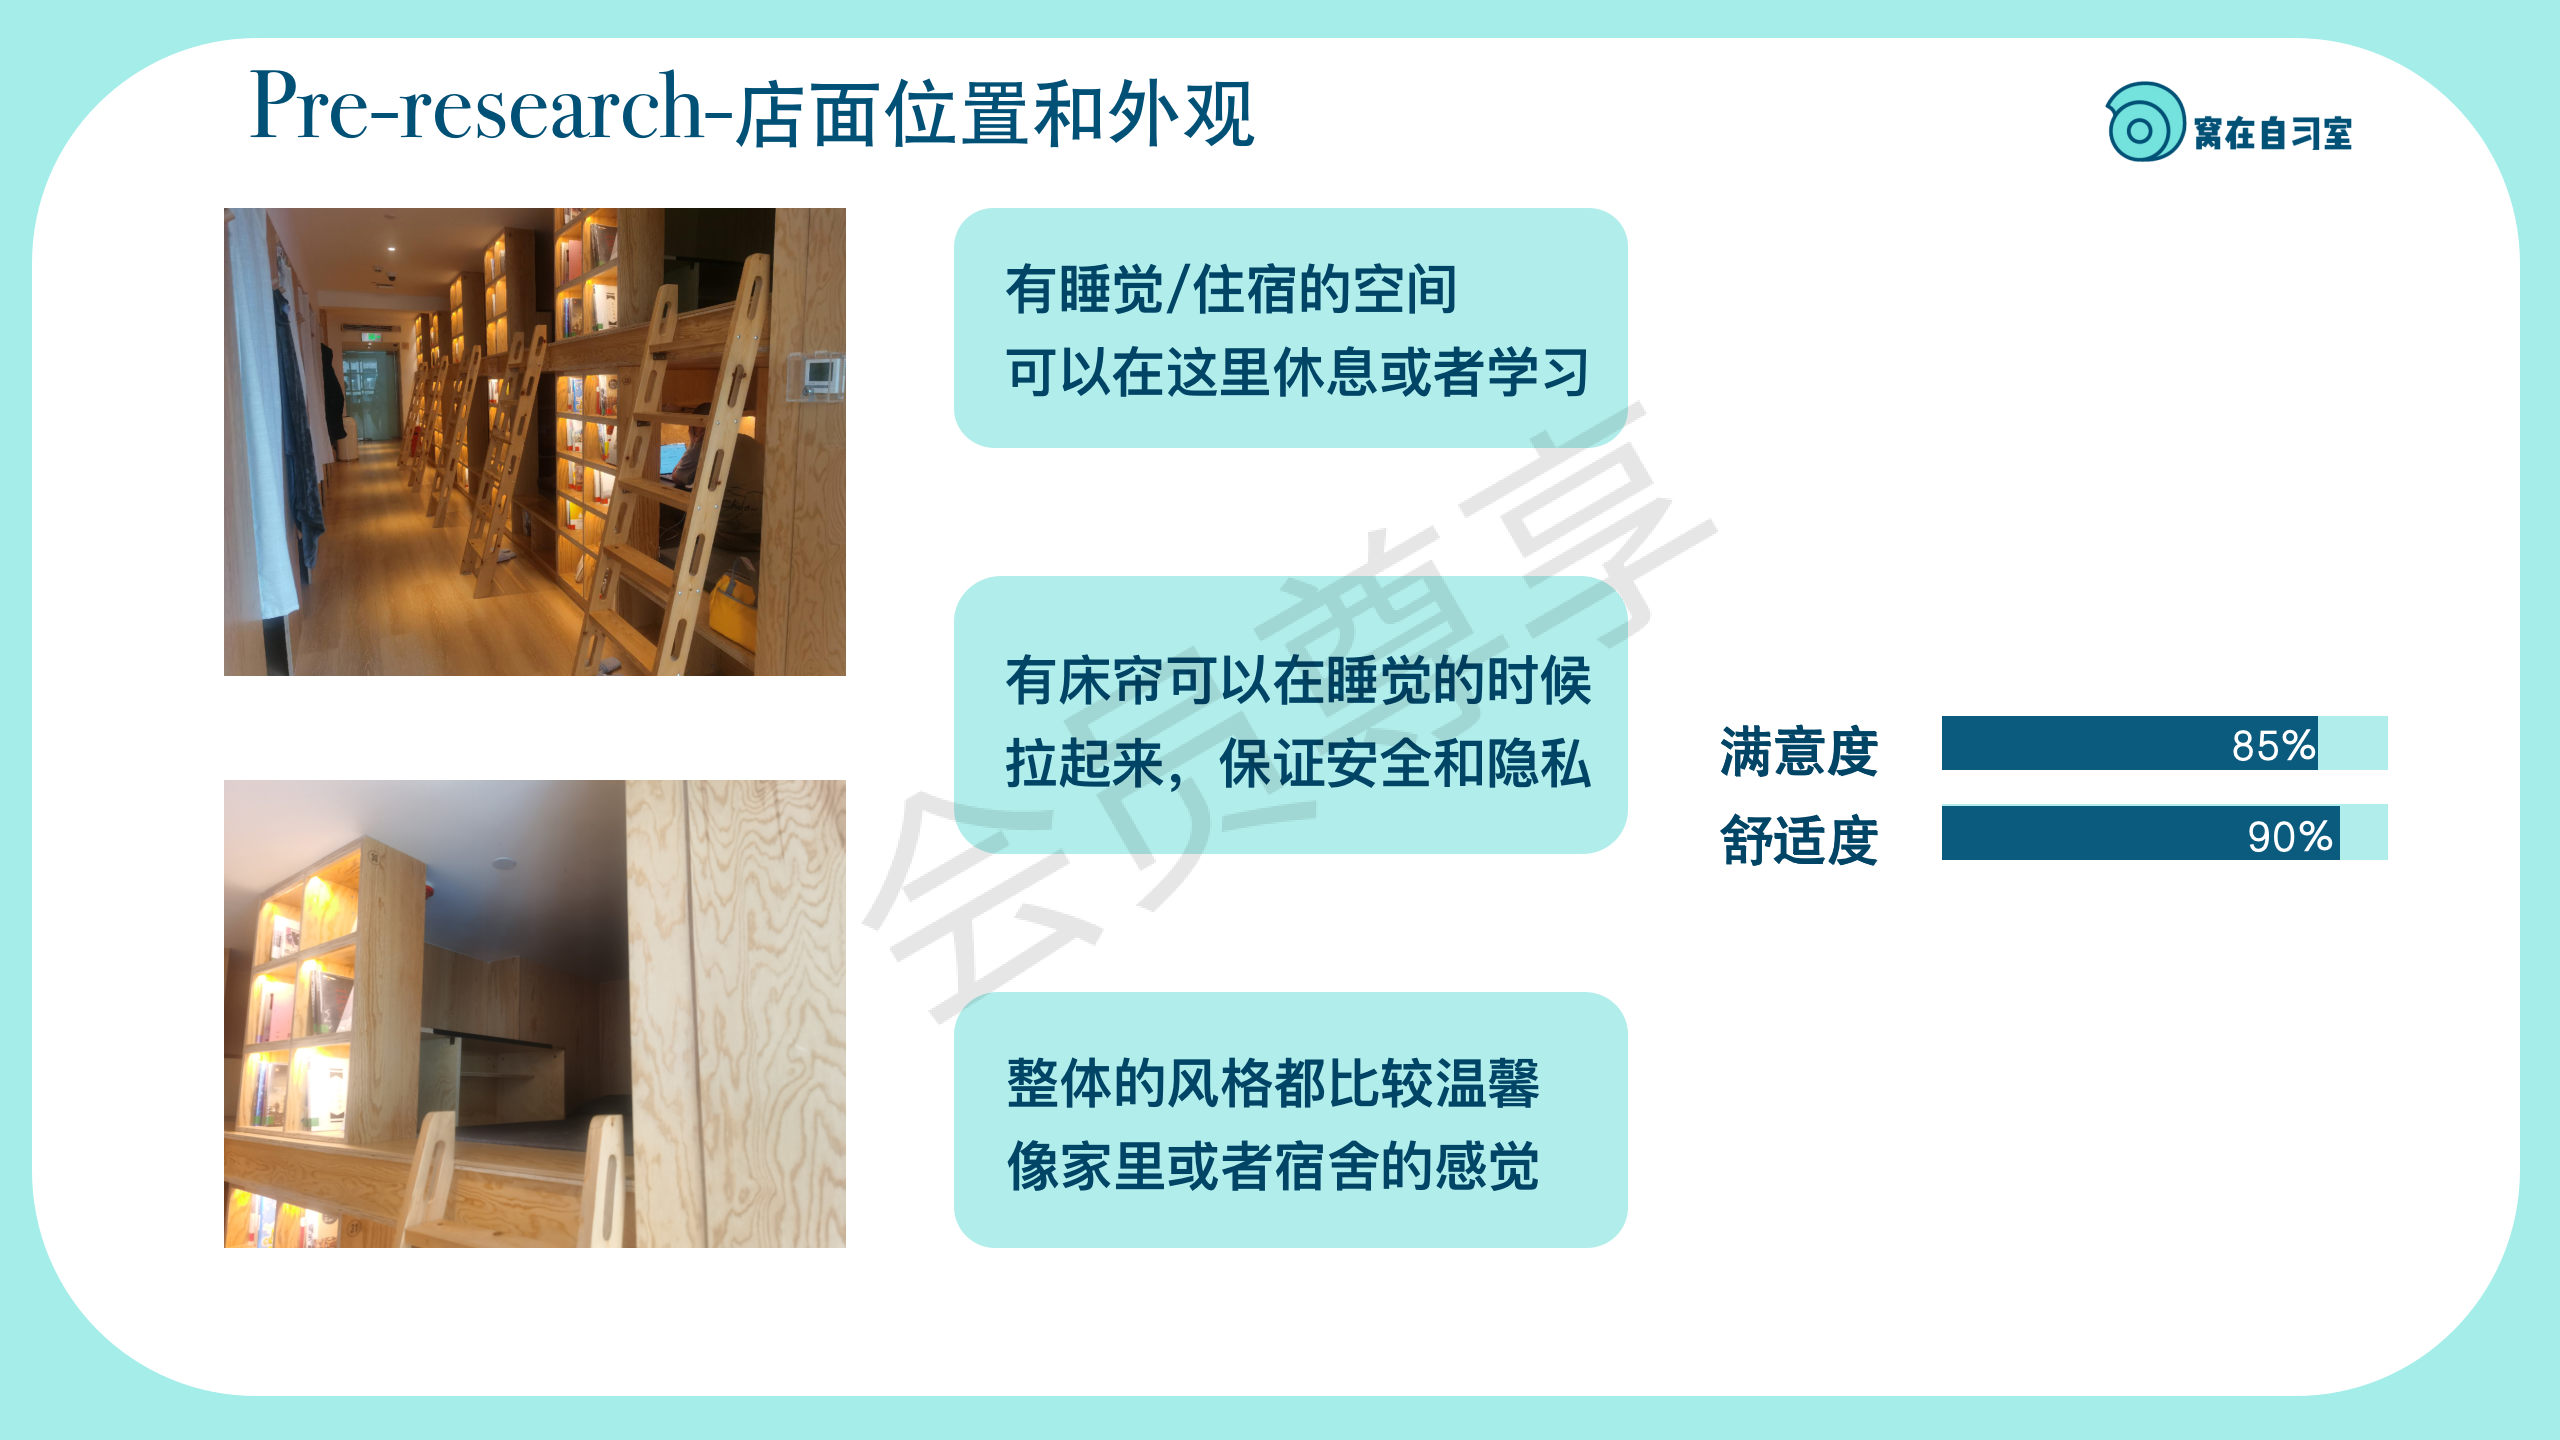 Pre-research-店面位置和外观
窝在自习室
有睡觉/住宿的空间
可以在这里休息或者学习
有床帘可以在睡觉的时候
拉起来，保证安全和隐私
满意度 85%
舒适度 90%
整体的风格都比较温馨
像家里或者宿舍的感觉
会员尊享